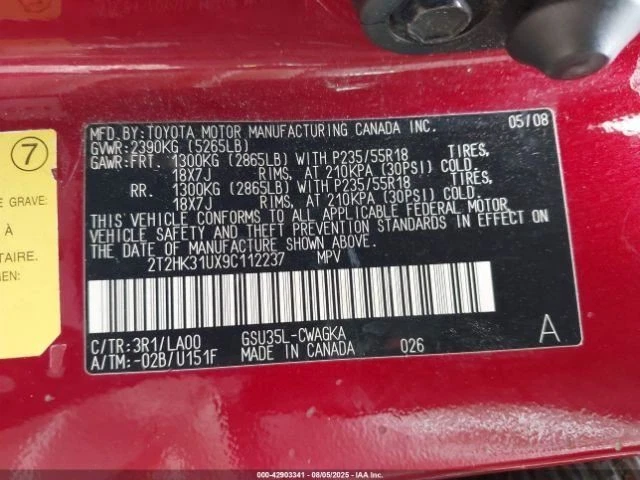 MFD.BY:TOYOTA MOTOR MANUFACTURING CANADA INC. 05/08
GVWR:2390KG (5265LB)
GAWR:FRT. 1300KG (2865LB) WITH P235/55R18 TIRES,
18X7J RIMS, AT 210KPA (30PSI) COLD.
RR. 1300KG (2865LB) WITH P235/55R18 TIRES,
18X7J RIMS, AT 210KPA (30PSI) COLD.
THIS VEHICLE CONFORMS TO ALL APPLICABLE FEDERAL MOTOR
VEHICLE SAFETY AND THEFT PREVENTION STANDARDS IN EFFECT ON
THE DATE OF MANUFACTURE SHOWN ABOVE.
2T2HK31UX9C112237 MPV
C/TR:3R1/LA00 GSU35L-CWAGKA A
A/TM:-02B/U151F MADE IN CANADA 026
7
E GRAVE:
À
TAIRE.
MEN:
000-42903341 - 08/05/2025 - IAA Inc.